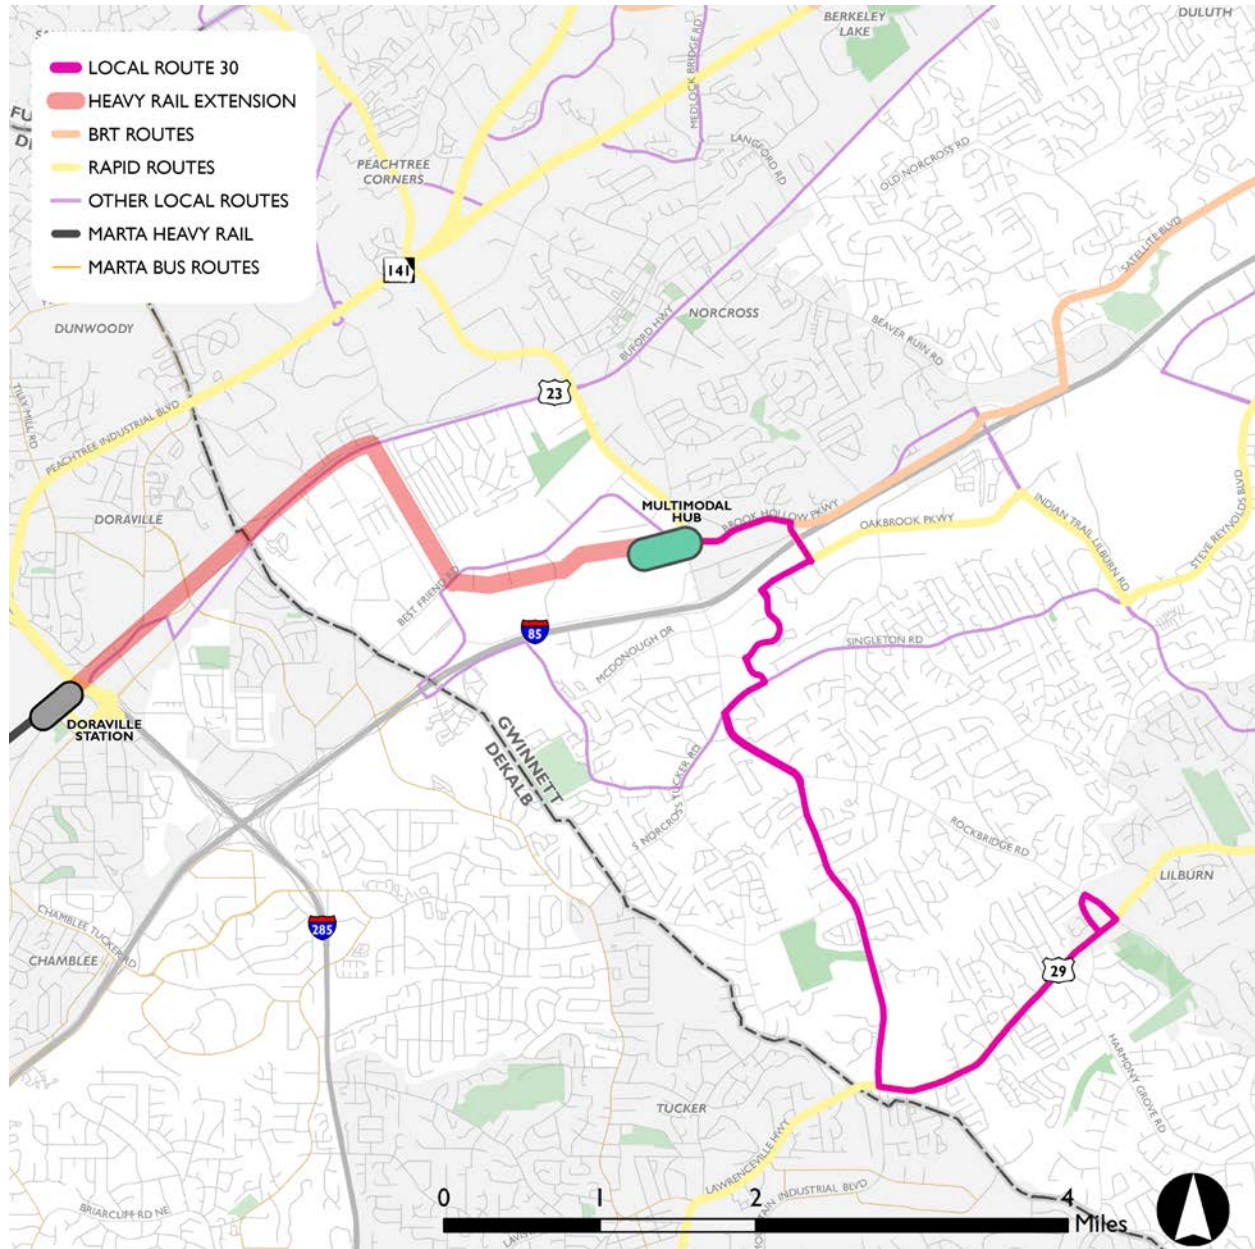 BERKELEY
LAKE
DULUTH
LOCAL ROUTE 30
HEAVY RAIL EXTENSION
BRT ROUTES
RAPID ROUTES
OTHER LOCAL ROUTES
MARTA HEAVY RAIL
MARTA BUS ROUTES
FU
DE
MEDLOCK BRIDGE RD
LANGFORD RD
OLD NORCROSS RD
PEACHTREE
CORNERS
141
SATELLITE BLVD
DUNWOODY
NORCROSS
BUFORD HWY
BEAVER RUIN RD
TILLY MILL RD
PEACHTREE INDUSTRIAL BLVD
23
DORAVILLE
MULTIMODAL
HUB
BROOK HOLLOW PKWY
OAKBROOK PKWY
INDIAN TRAIL LILBURN RD
STEVE REYNOLDS BLVD
BEST FRIEND RD
85
MCDONOUGH DR
SINGLETON RD
DORAVILLE
STATION
GWINNETT
DEKALB
S NORCROSS TUCKER RD
ROCKBRIDGE RD
LILBURN
CHAMBLEE TUCKER RD
285
CHAMBLEE
29
HARMONY GROVE RD
TUCKER
LAWRENCEVILLE HWY
INDUSTRIAL BLVD
BRIARCLIFF RD NE
0 1 2 4
Miles